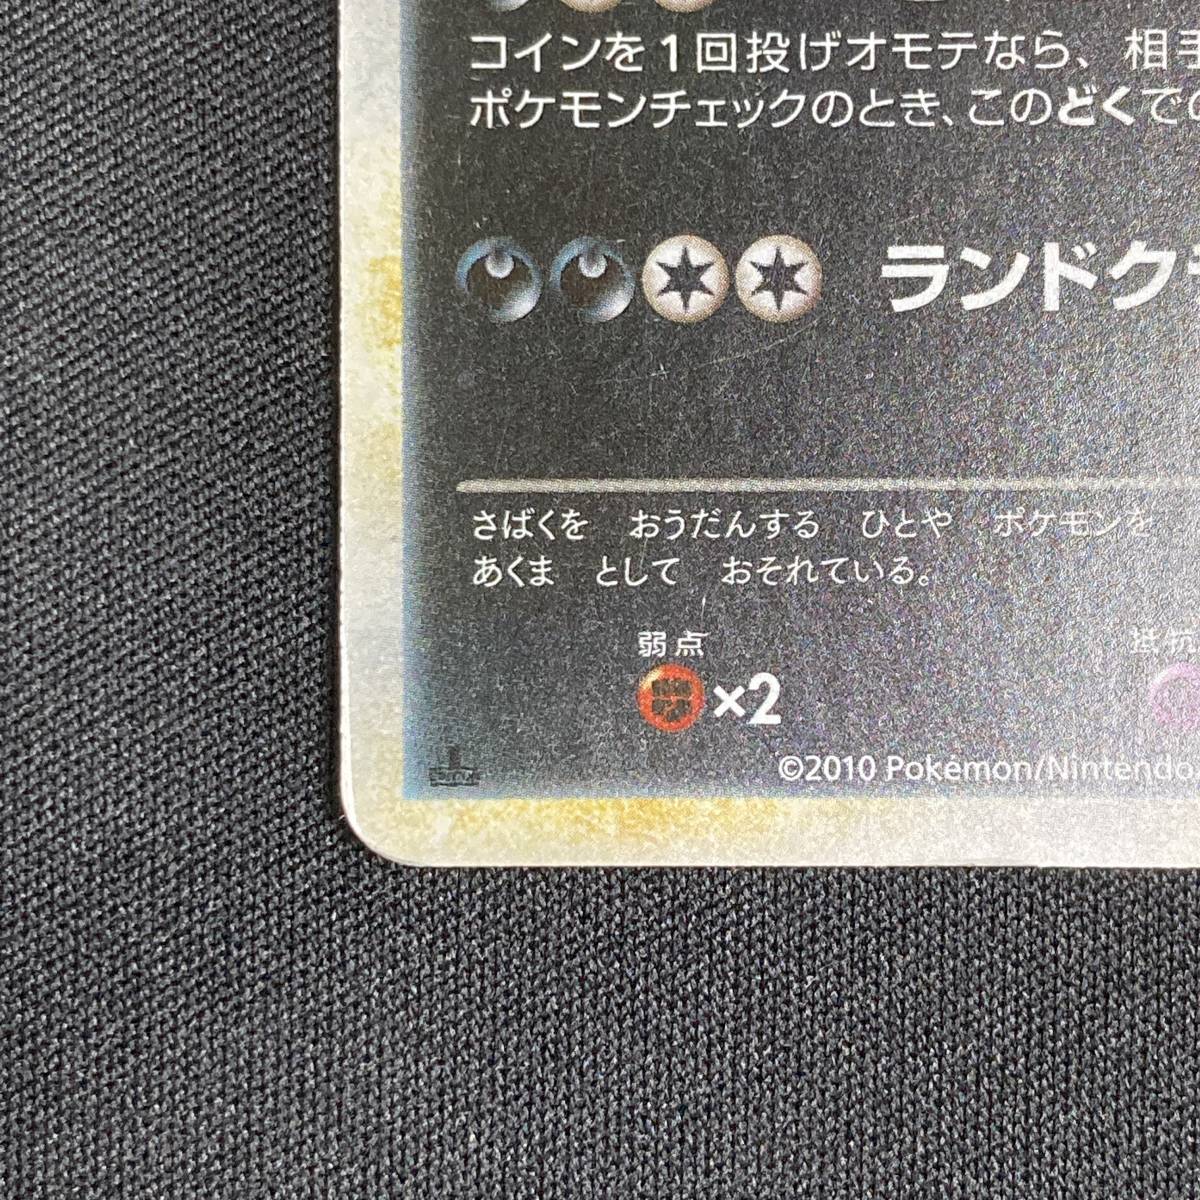 コインを1回投げオモテなら、相手
ポケモンチェックのとき、このどくで
ランドク
さばくを　おうだんする　ひとや　ポケモンを
あくま　として　おそれている。
弱点
抵抗
×2
©2010 Pokémon/Nintendo